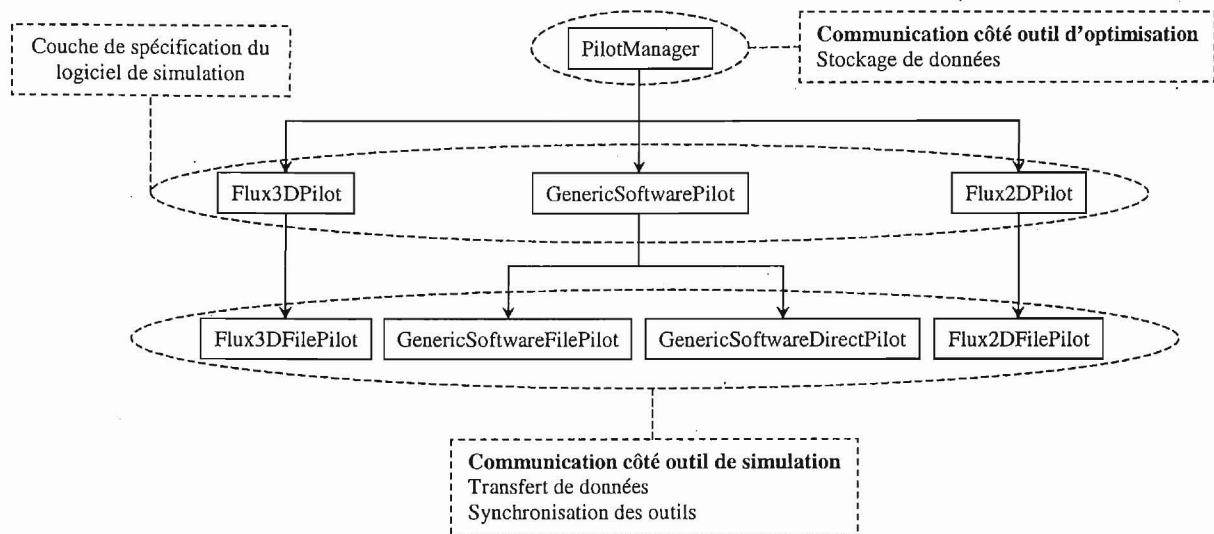 Couche de spécification du
logiciel de simulation
PilotManager
Communication côté outil d'optimisation
Stockage de données
Flux3DPilot
GenericSoftwarePilot
Flux2DPilot
Flux3DFilePilot
GenericSoftwareFilePilot
GenericSoftwareDirectPilot
Flux2DFilePilot
Communication côté outil de simulation
Transfert de données
Synchronisation des outils